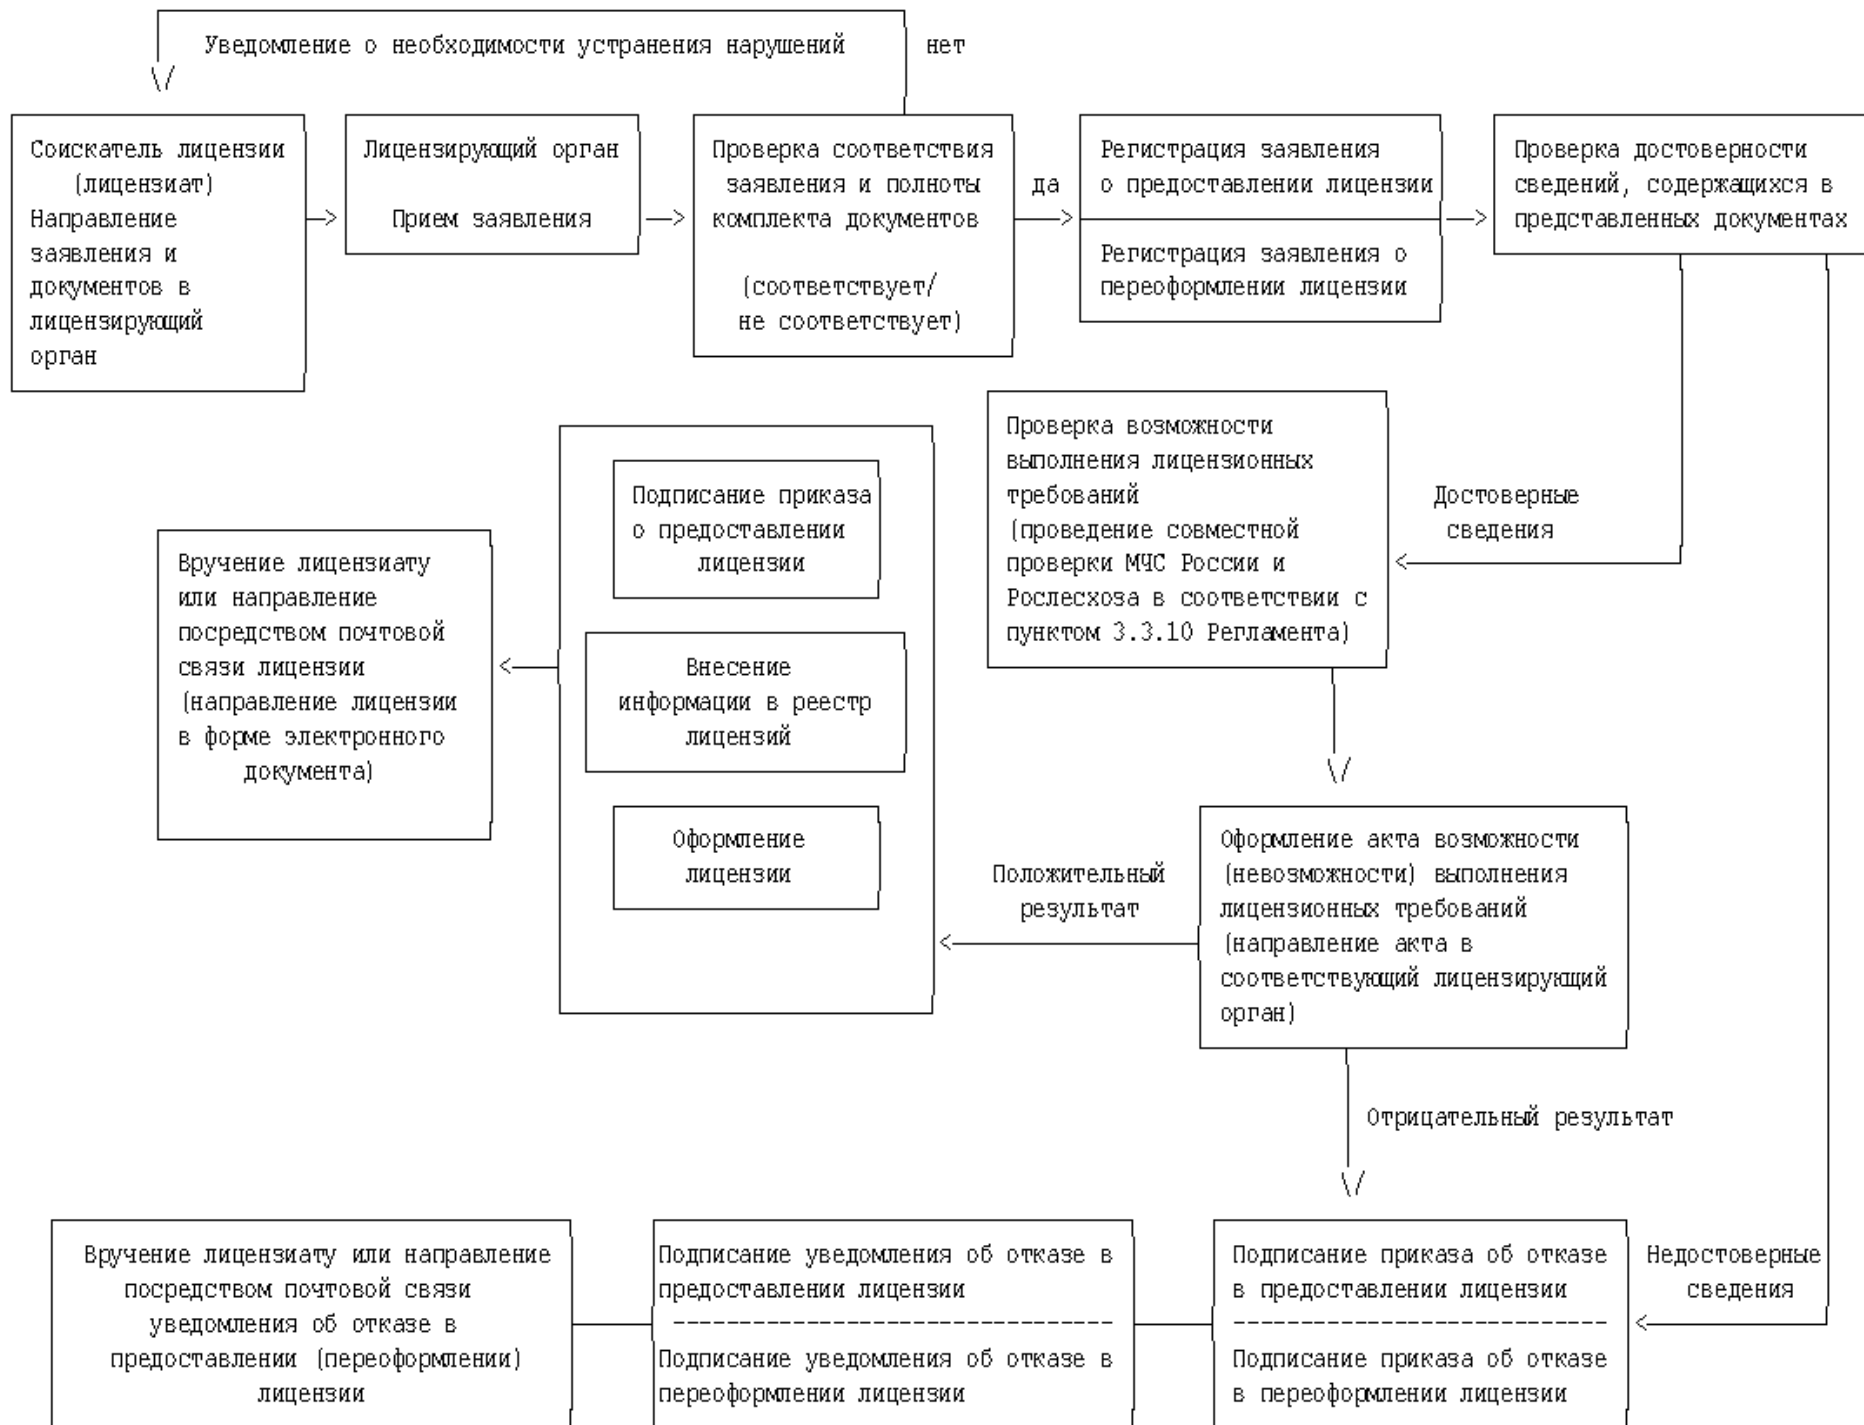 Уведомление о необходимости устранения нарушений
нет
Соискатель лицензии
(лицензиат)
Направление
заявления и
документов в
лицензирующий
орган
Лицензирующий орган
Прием заявления
Проверка соответствия
заявления и полноты
комплекта документов
(соответствует/
не соответствует)
да
Регистрация заявления
о предоставлении лицензии
Регистрация заявления о
переоформлении лицензии
Проверка достоверности
сведений, содержащихся в
представленных документах
Достоверные
сведения
Проверка возможности
выполнения лицензионных
требований
(проведение совместной
проверки МЧС России и
Рослесхоза в соответствии с
пунктом 3.3.10 Регламента)
Подписание приказа
о предоставлении
лицензии
Внесение
информации в реестр
лицензий
Оформление
лицензии
Вручение лицензиату
или направление
посредством почтовой
связи лицензии
(направление лицензии
в форме электронного
документа)
Положительный
результат
Оформление акта возможности
(невозможности) выполнения
лицензионных требований
(направление акта в
соответствующий лицензирующий
орган)
Отрицательный результат
Вручение лицензиату или направление
посредством почтовой связи
уведомления об отказе в
предоставлении (переоформлении)
лицензии
Подписание уведомления об отказе в
предоставлении лицензии
Подписание уведомления об отказе в
переоформлении лицензии
Подписание приказа об отказе
в предоставлении лицензии
Подписание приказа об отказе
в переоформлении лицензии
Недостоверные
сведения